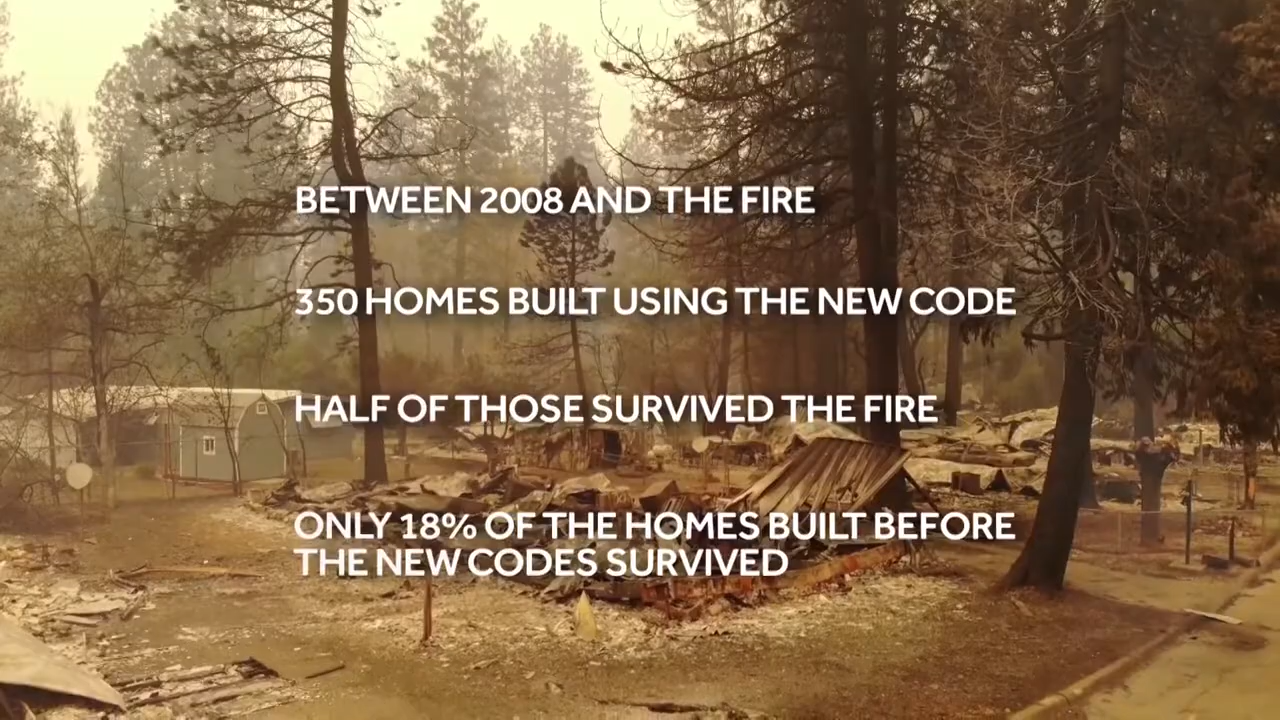 BETWEEN 2008 AND THE FIRE
350 HOMES BUILT USING THE NEW CODE
HALF OF THOSE SURVIVED THE FIRE
ONLY 18% OF THE HOMES BUILT BEFORE
THE NEW CODES SURVIVED